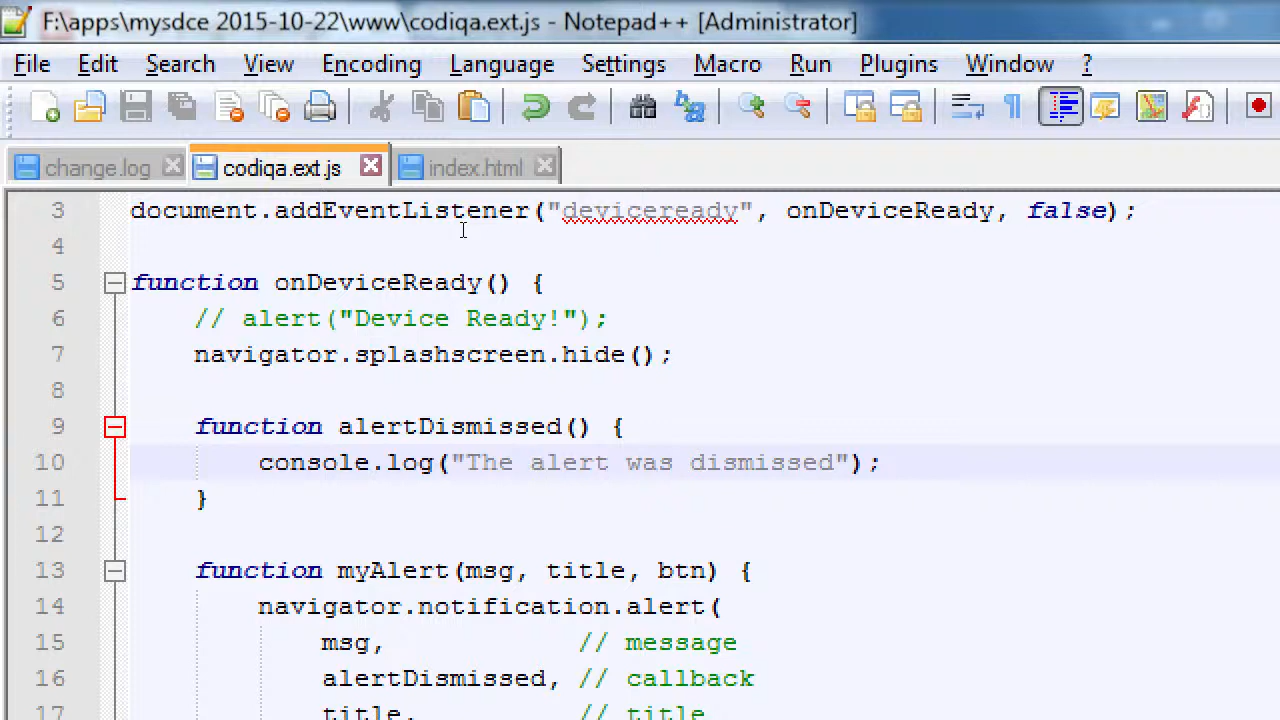 F:\apps\mysdce 2015-10-22\www\codiqa.ext.js - Notepad++ [Administrator]
File Edit Search View Encoding Language Settings Macro Run Plugins Window ?
change.log codiqa.ext.js index.html
3 document.addEventListener("deviceready", onDeviceReady, false);
4
5 function onDeviceReady() {
6 // alert("Device Ready!");
7 navigator.splashscreen.hide();
8
9 function alertDismissed() {
10 console.log("The alert was dismissed");
11 }
12
13 function myAlert(msg, title, btn) {
14 navigator.notification.alert(
15 msg, // message
16 alertDismissed, // callback
17 title, // title